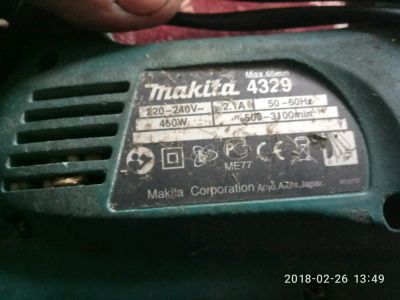 Max.65mm
makita 4329
220-240V~ 2.1A 50-60Hz
450W 500-3100min
ME77
Makita Corporation Anjo, Aichi, Japan
2018-02-26 13:49